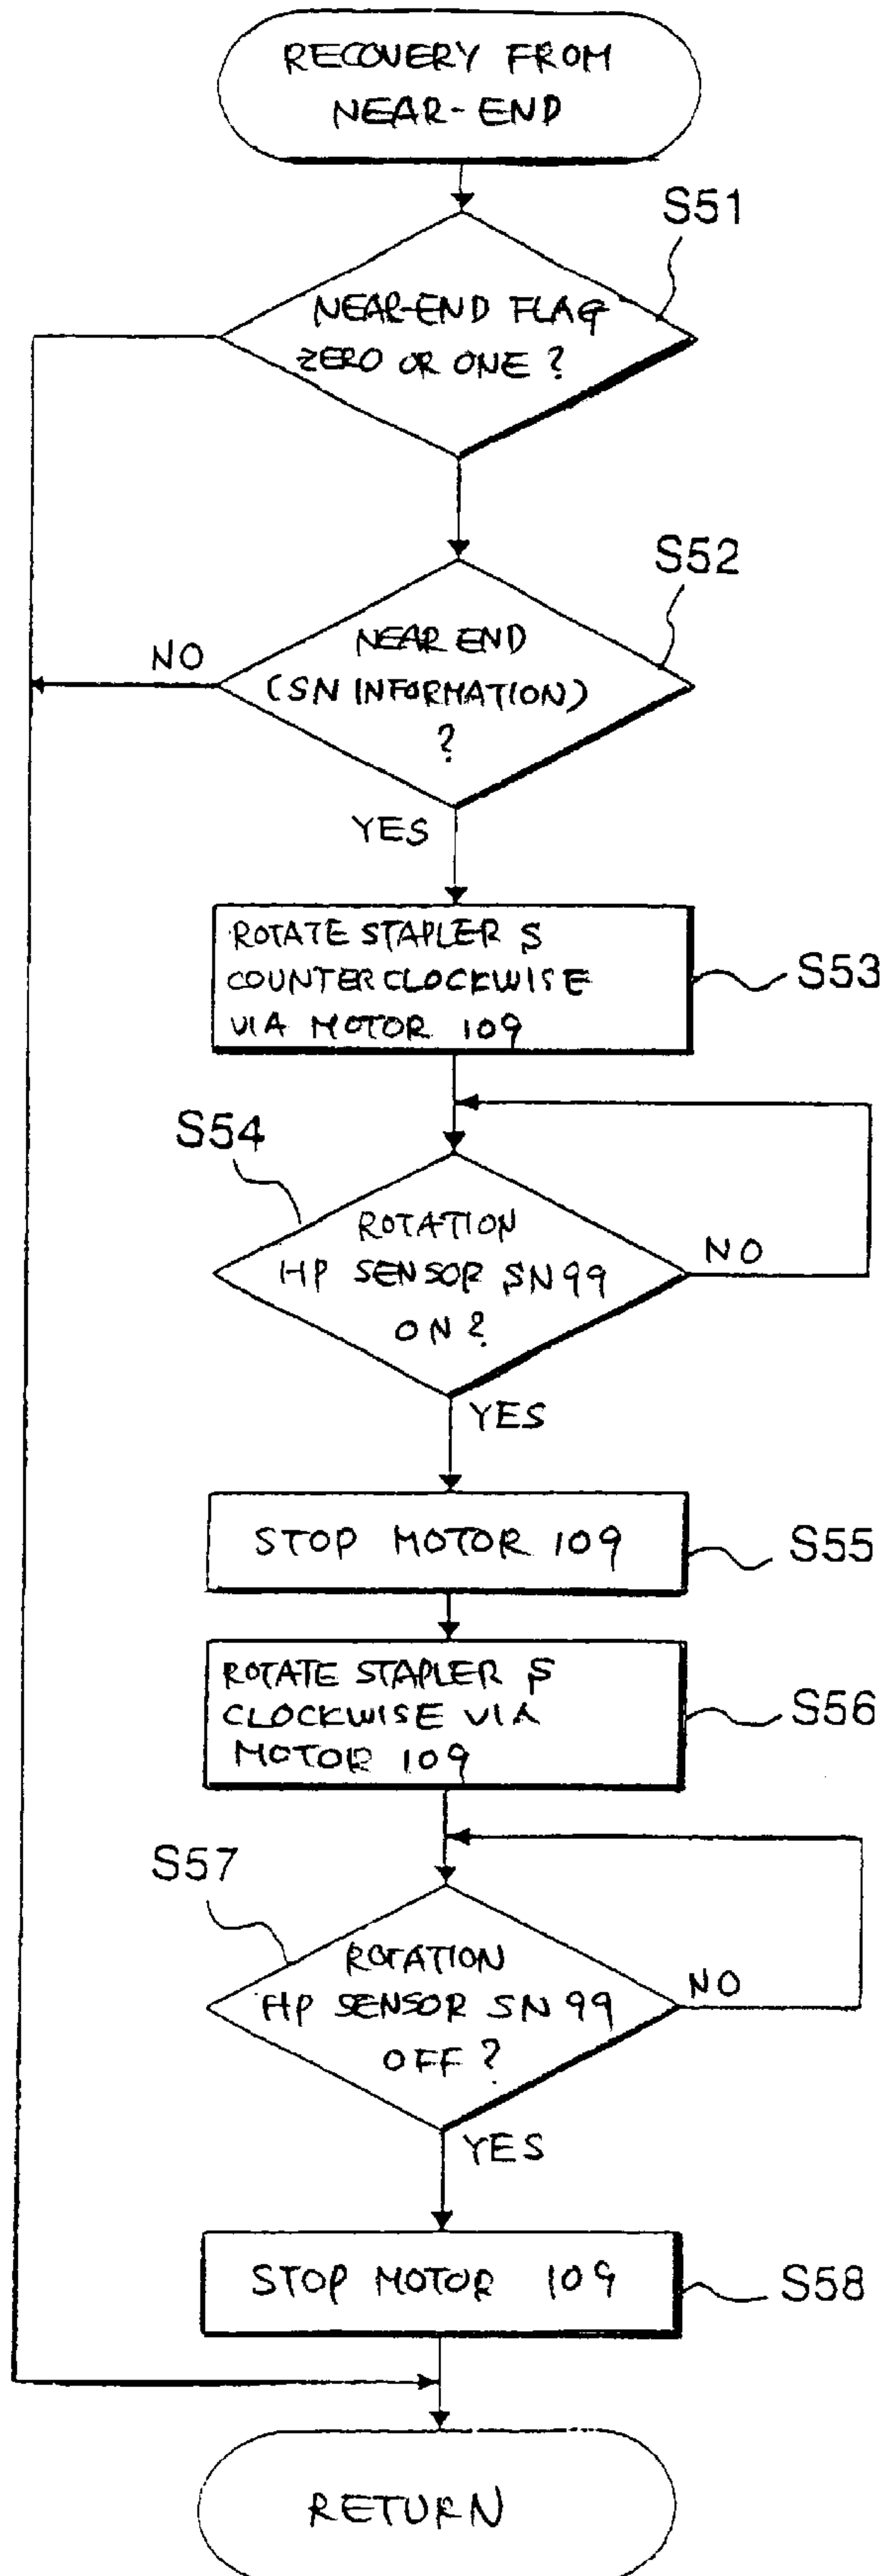 RECOVERY FROM
NEAR-END
S51
NEAR-END FLAG
ZERO OR ONE ?
S52
NEAR END
(SN INFORMATION)
?
NO
YES
ROTATE STAPLER S
COUNTERCLOCKWISE
VIA MOTOR 109
S53
S54
ROTATION
HP SENSOR SN99
ON?
NO
YES
STOP MOTOR 109
S55
ROTATE STAPLER S
CLOCKWISE VIA
MOTOR 109
S56
S57
ROTATION
HP SENSOR SN 99
OFF ?
NO
YES
STOP MOTOR 109
S58
RETURN